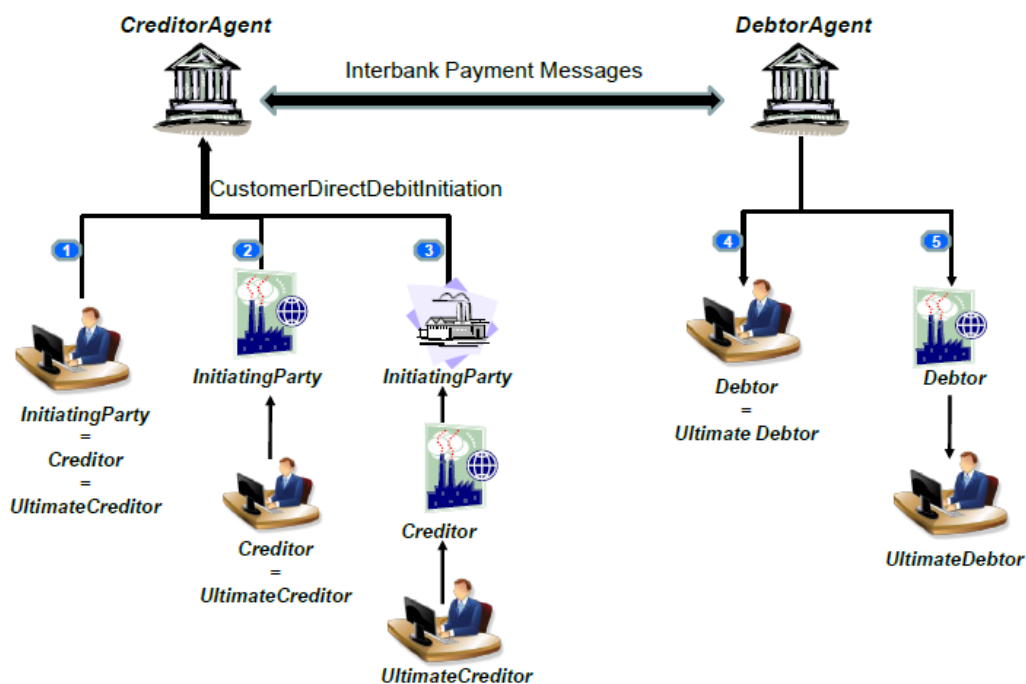 CreditorAgent
DebtorAgent
Interbank Payment Messages
CustomerDirectDebitInitiation
1
2
3
4
5
InitiatingParty
=
Creditor
=
UltimateCreditor
InitiatingParty
Creditor
=
UltimateCreditor
InitiatingParty
Creditor
UltimateCreditor
Debtor
=
Ultimate Debtor
Debtor
UltimateDebtor